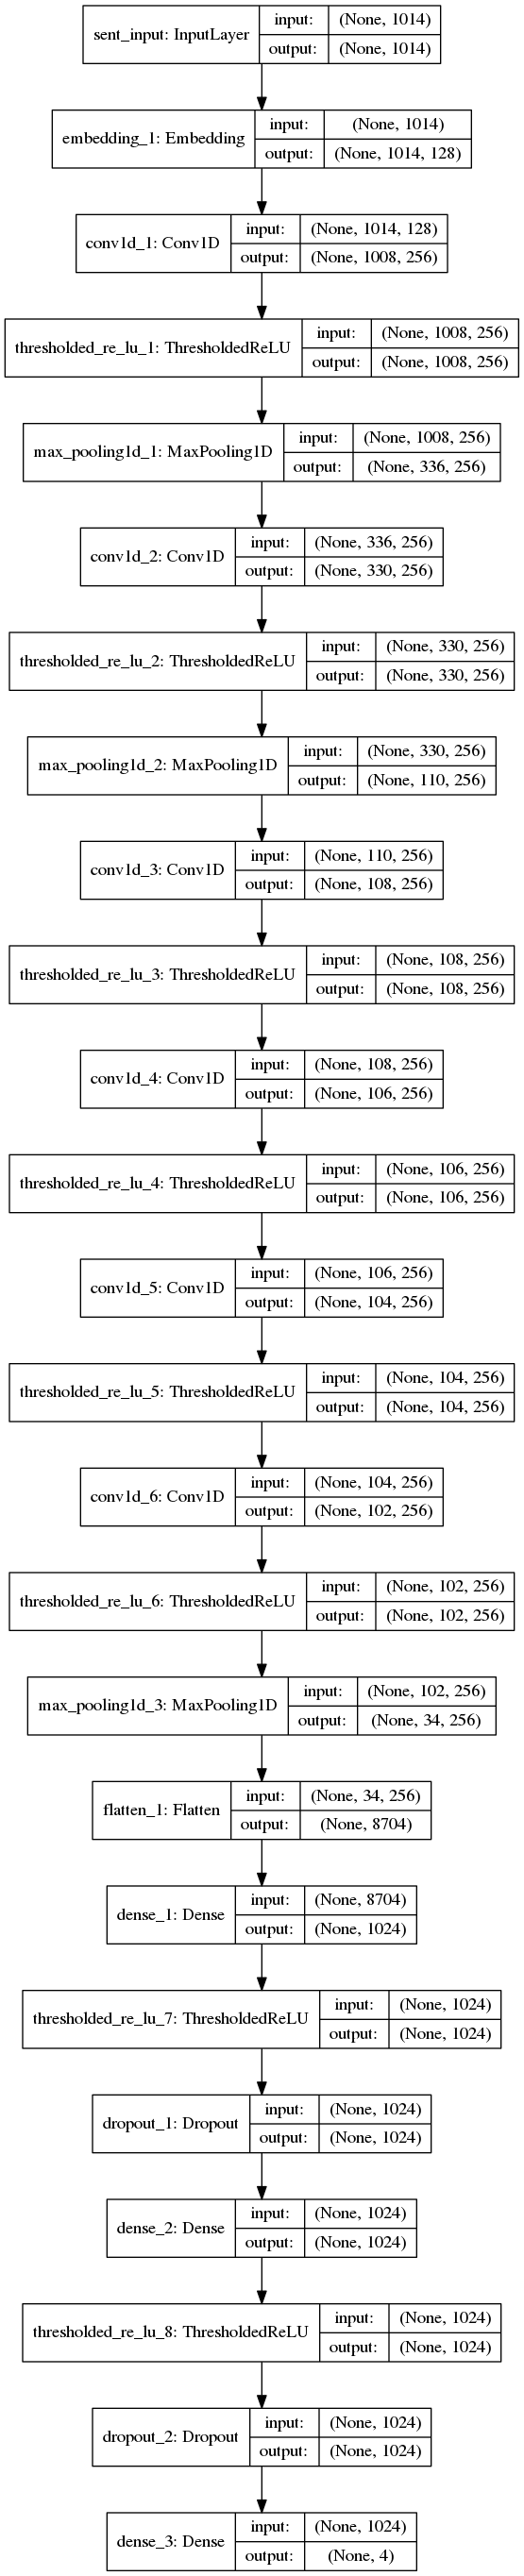 sent_input: InputLayer
input:
(None, 1014)
output:
(None, 1014)
embedding_1: Embedding
input:
(None, 1014)
output:
(None, 1014, 128)
conv1d_1: Conv1D
input:
(None, 1014, 128)
output:
(None, 1008, 256)
thresholded_re_lu_1: ThresholdedReLU
input:
(None, 1008, 256)
output:
(None, 1008, 256)
max_pooling1d_1: MaxPooling1D
input:
(None, 1008, 256)
output:
(None, 336, 256)
conv1d_2: Conv1D
input:
(None, 336, 256)
output:
(None, 330, 256)
thresholded_re_lu_2: ThresholdedReLU
input:
(None, 330, 256)
output:
(None, 330, 256)
max_pooling1d_2: MaxPooling1D
input:
(None, 330, 256)
output:
(None, 110, 256)
conv1d_3: Conv1D
input:
(None, 110, 256)
output:
(None, 108, 256)
thresholded_re_lu_3: ThresholdedReLU
input:
(None, 108, 256)
output:
(None, 108, 256)
conv1d_4: Conv1D
input:
(None, 108, 256)
output:
(None, 106, 256)
thresholded_re_lu_4: ThresholdedReLU
input:
(None, 106, 256)
output:
(None, 106, 256)
conv1d_5: Conv1D
input:
(None, 106, 256)
output:
(None, 104, 256)
thresholded_re_lu_5: ThresholdedReLU
input:
(None, 104, 256)
output:
(None, 104, 256)
conv1d_6: Conv1D
input:
(None, 104, 256)
output:
(None, 102, 256)
thresholded_re_lu_6: ThresholdedReLU
input:
(None, 102, 256)
output:
(None, 102, 256)
max_pooling1d_3: MaxPooling1D
input:
(None, 102, 256)
output:
(None, 34, 256)
flatten_1: Flatten
input:
(None, 34, 256)
output:
(None, 8704)
dense_1: Dense
input:
(None, 8704)
output:
(None, 1024)
thresholded_re_lu_7: ThresholdedReLU
input:
(None, 1024)
output:
(None, 1024)
dropout_1: Dropout
input:
(None, 1024)
output:
(None, 1024)
dense_2: Dense
input:
(None, 1024)
output:
(None, 1024)
thresholded_re_lu_8: ThresholdedReLU
input:
(None, 1024)
output:
(None, 1024)
dropout_2: Dropout
input:
(None, 1024)
output:
(None, 1024)
dense_3: Dense
input:
(None, 1024)
output:
(None, 4)